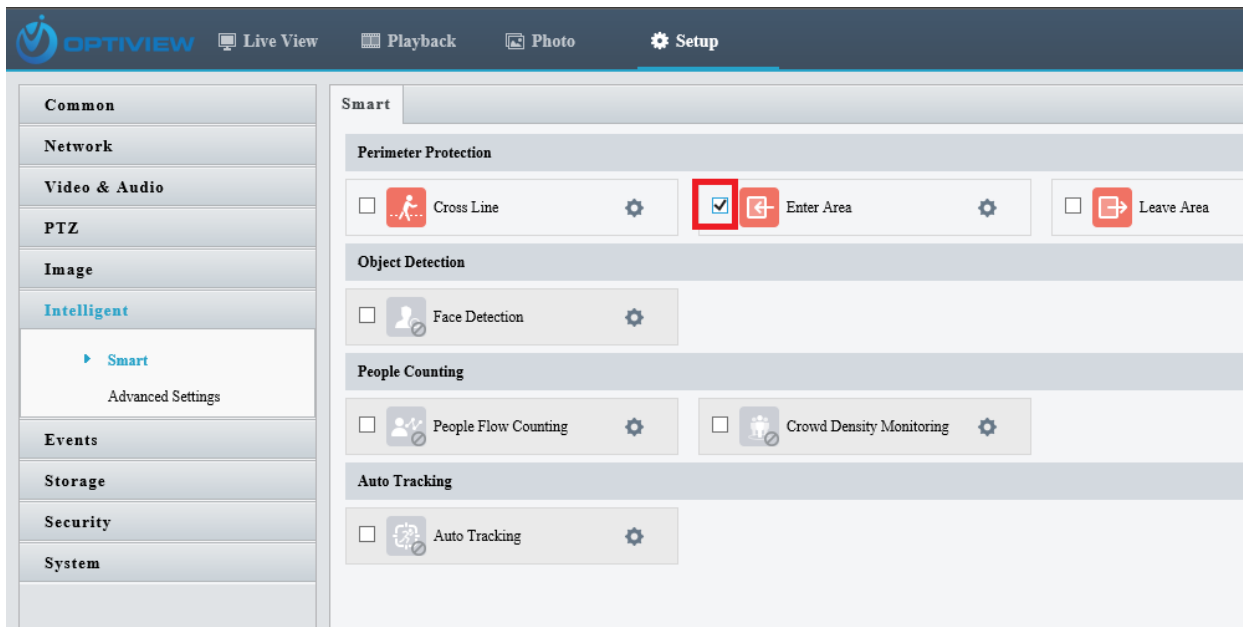 OPTIVIEW Live View Playback Photo Setup
Common
Network
Video & Audio
PTZ
Image
Intelligent
Smart
Advanced Settings
Events
Storage
Security
System
Smart
Perimeter Protection
Cross Line Enter Area Leave Area
Object Detection
Face Detection
People Counting
People Flow Counting Crowd Density Monitoring
Auto Tracking
Auto Tracking